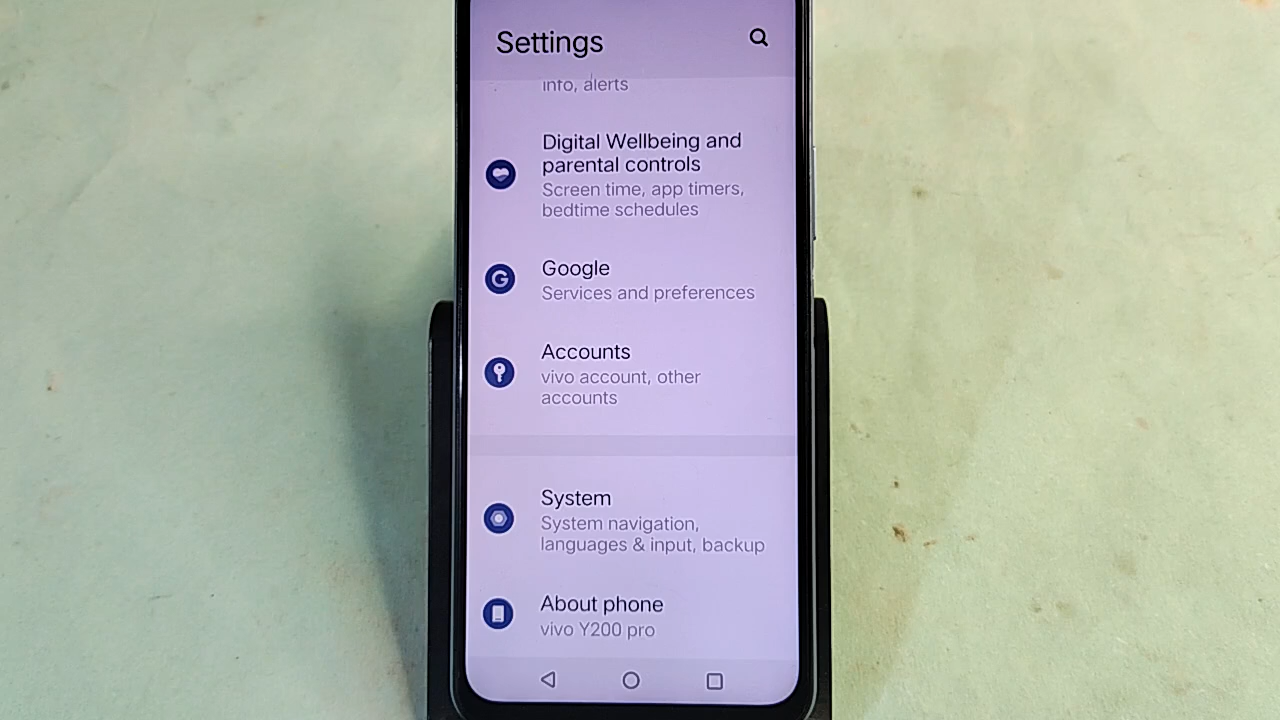 Settings
info, alerts
Digital Wellbeing and
parental controls
Screen time, app timers,
bedtime schedules
Google
Services and preferences
Accounts
vivo account, other
accounts
System
System navigation,
languages & input, backup
About phone
vivo Y200 pro